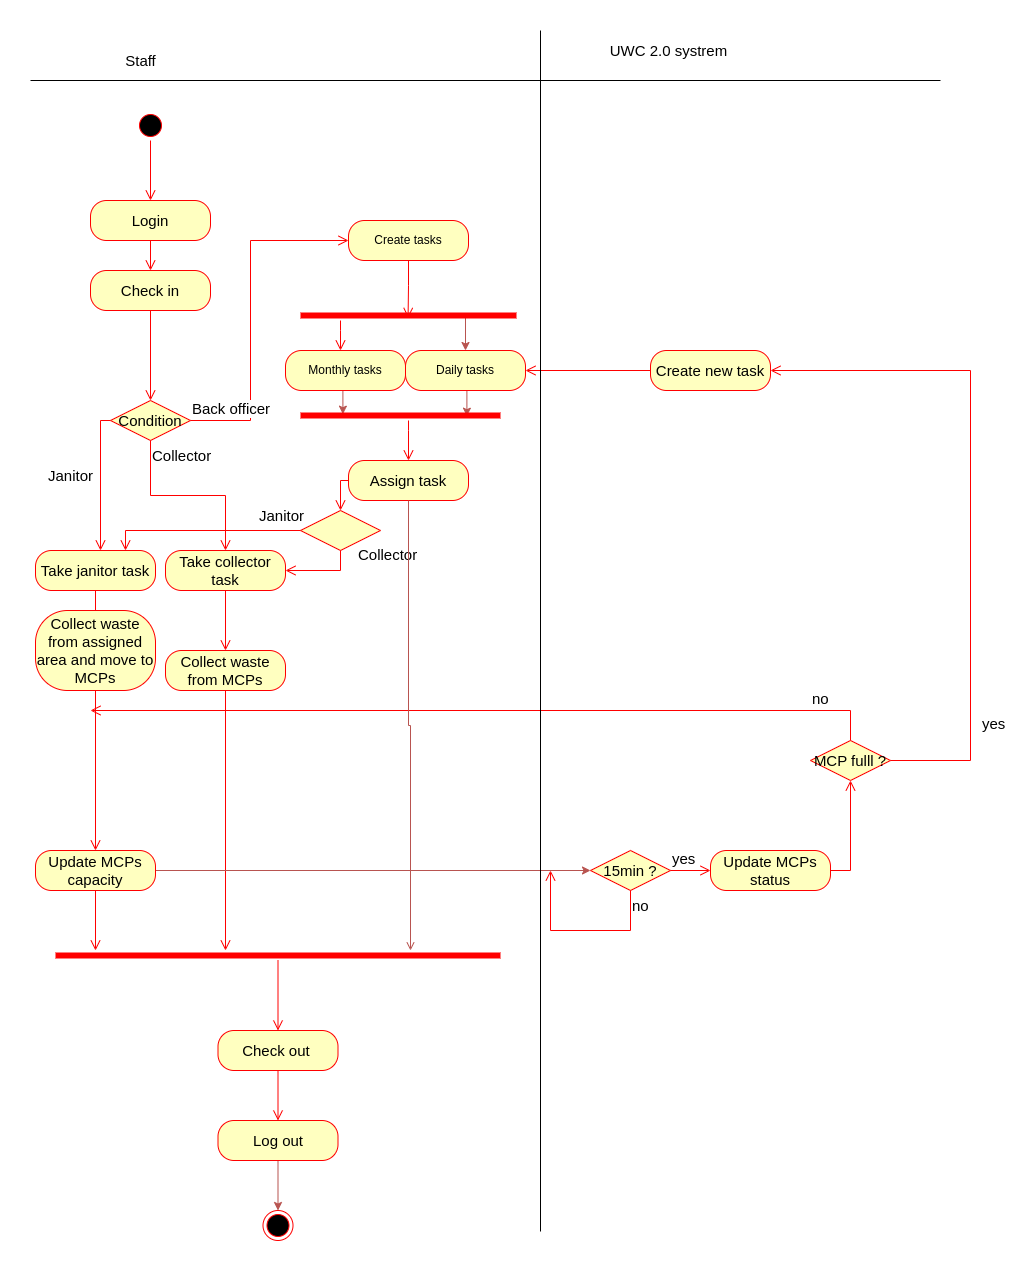 Staff
UWC 2.0 systrem
Login
Create tasks
Check in
Monthly tasks
Daily tasks
Create new task
Back officer
Condition
Collector
Janitor
Assign task
Janitor
Collector
Take janitor task
Take collector
task
Collect waste
from assigned
area and move to
MCPs
Collect waste
from MCPs
no
yes
MCP fulll ?
Update MCPs
capacity
15min ?
yes
no
Update MCPs
status
Check out
Log out